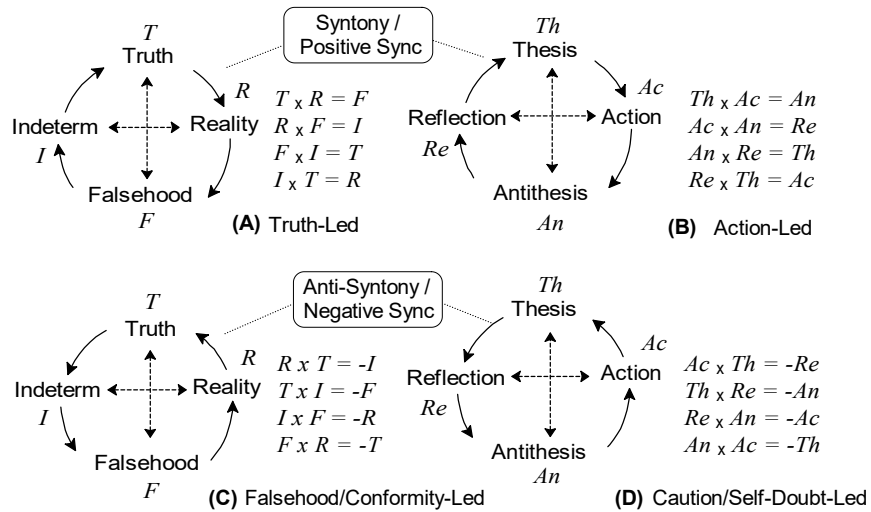 Syntony /
Positive Sync
T
Truth
R
Reality
Indeterm
I
Falsehood
F
T x R = F
R x F = I
F x I = T
I x T = R
(A) Truth-Led
Th
Thesis
Ac
Action
Reflection
Re
Antithesis
An
Th x Ac = An
Ac x An = Re
An x Re = Th
Re x Th = Ac
(B) Action-Led
Anti-Syntony /
Negative Sync
T
Truth
R
Reality
Indeterm
I
Falsehood
F
R x T = -I
T x I = -F
I x F = -R
F x R = -T
(C) Falsehood/Conformity-Led
Th
Thesis
Ac
Action
Reflection
Re
Antithesis
An
Ac x Th = -Re
Th x Re = -An
Re x An = -Ac
An x Ac = -Th
(D) Caution/Self-Doubt-Led